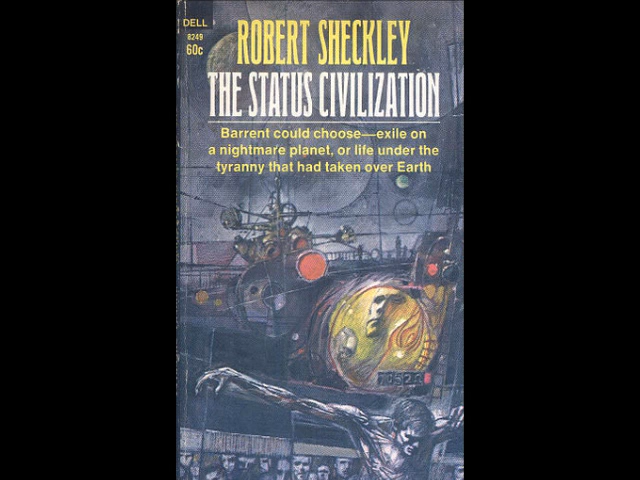 DELL
8249
60c
ROBERT SHECKLEY
THE STATUS CIVILIZATION
Barrent could choose—exile on
a nightmare planet, or life under the
tyranny that had taken over Earth